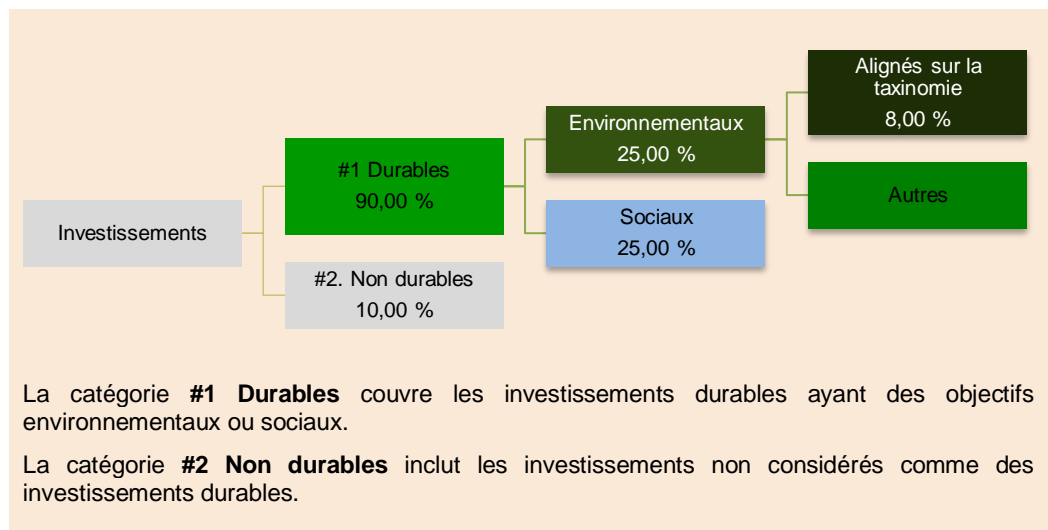 Investissements
#1 Durables
90,00 %
#2. Non durables
10,00 %
Environnementaux
25,00 %
Sociaux
25,00 %
Alignés sur la
taxinomie
8,00 %
Autres
La catégorie #1 Durables couvre les investissements durables ayant des objectifs
environnementaux ou sociaux.
La catégorie #2 Non durables inclut les investissements non considérés comme des
investissements durables.